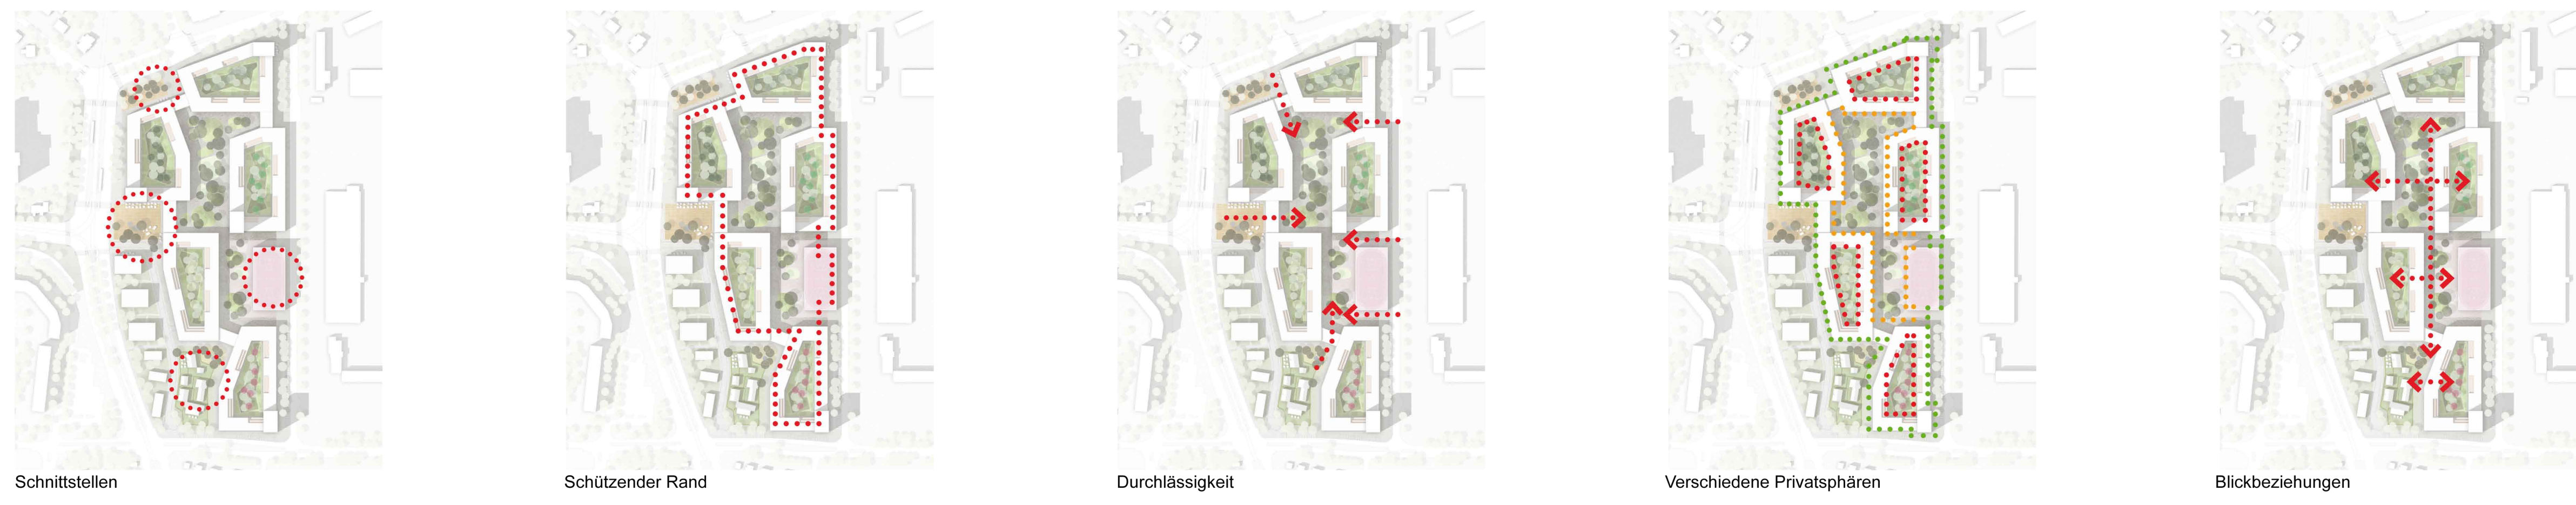 Schnittstellen
Schützender Rand
Durchlässigkeit
Verschiedene Privatsphären
Blickbeziehungen